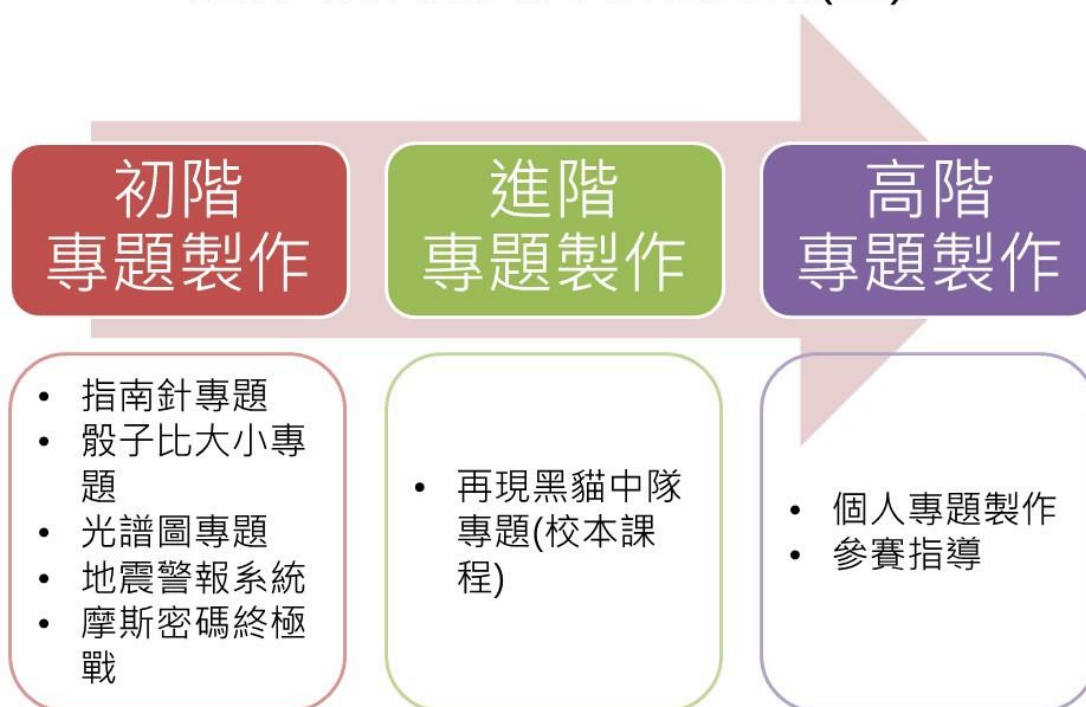 初階
專題製作
進階
專題製作
高階
專題製作
• 指南針專題
• 骰子比大小專
題
• 光譜圖專題
• 地震警報系統
• 摩斯密碼終極
戰
• 再現黑貓中隊
專題(校本課
程)
• 個人專題製作
• 參賽指導